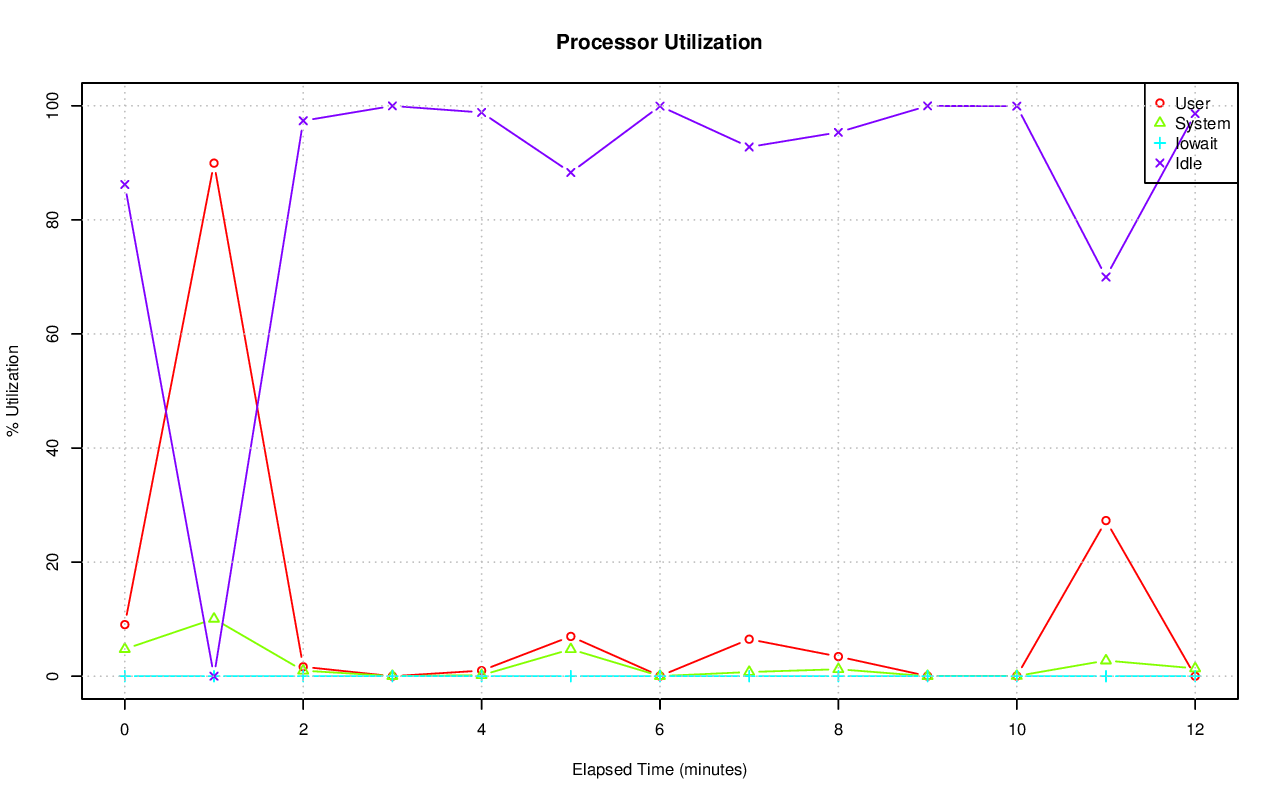 Processor Utilization
% Utilization
100
80
60
40
20
0
User
System
Iowait
Idle
0 2 4 6 8 10 12
Elapsed Time (minutes)